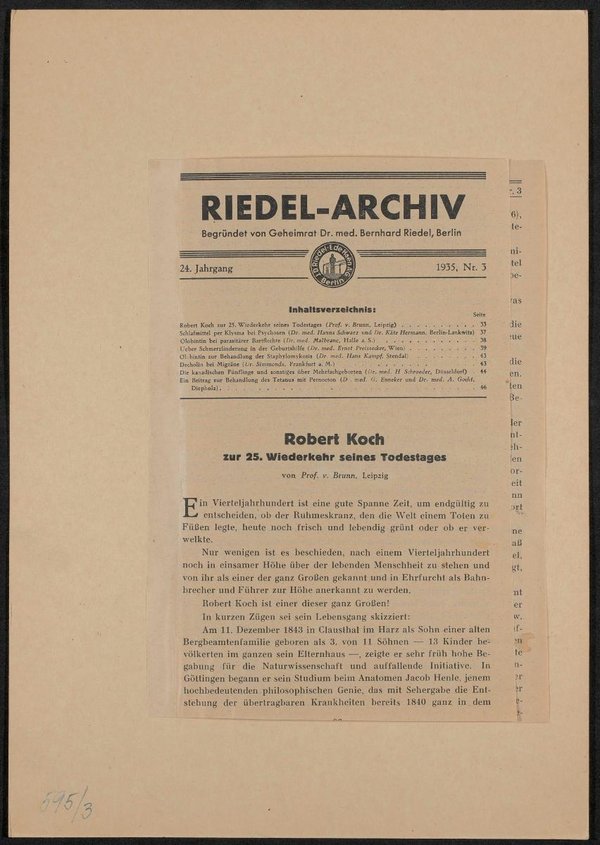 RIEDEL-ARCHIV
Begründet von Geheimrat Dr. med. Bernhard Riedel, Berlin
24. Jahrgang
J.D.Riedel-E.de Haën A.G. Berlin
1935, Nr. 3
Inhaltsverzeichnis:
Seite
Robert Koch zur 25. Wiederkehr seines Todestages (Prof. v. Brunn, Leipzig) . . . . . . . . . . . 33
Schlafmittel per Klysma bei Psychosen (Dr. med. Hanns Schwarz und Dr. Käte Hermann, Berlin-Lankwitz) 37
Olobintin bei parasitärer Bartflechte (Dr. med. Malbranc, Halle a. S.) . . . . . . . . . . . . . 38
Ueber Schmerzlinderung in der Geburtshilfe (Dr. med. Ernst Preissecker, Wien) . . . . . . . . . . 39
Olobintin zur Behandlung der Staphylomykosis (Dr. med. Hans Kampf, Stendal) . . . . . . . . . . 43
Decholin bei Migräne (Dr. Simmonds, Frankfurt a. M.) . . . . . . . . . . . . . . . . 43
Die kanadischen Fünflinge und sonstiges über Mehrfachgeburten (Dr. med. H. Schroeder, Düsseldorf) . 44
Ein Beitrag zur Behandlung des Tetanus mit Pernocton (Dr. med. G. Enneker und Dr. med. A. Gocht,
Diepholz) . . . . . . . . . . . . . . . . . . . . . . . 46
Robert Koch
zur 25. Wiederkehr seines Todestages
von Prof. v. Brunn, Leipzig
Ein Vierteljahrhundert ist eine gute Spanne Zeit, um endgültig zu
entscheiden, ob der Ruhmeskranz, den die Welt einem Toten zu
Füßen legte, heute noch frisch und lebendig grünt oder ob er ver-
welkte.
Nur wenigen ist es beschieden, nach einem Vierteljahrhundert
noch in einsamer Höhe über der lebenden Menschheit zu stehen und
von ihr als einer der ganz Großen gekannt und in Ehrfurcht als Bahn-
brecher und Führer zur Höhe anerkannt zu werden.
Robert Koch ist einer dieser ganz Großen!
In kurzen Zügen sei sein Lebensgang skizziert:
Am 11. Dezember 1843 in Clausthal im Harz als Sohn einer alten
Bergbeamtenfamilie geboren als 3. von 11 Söhnen — 13 Kinder be-
völkerten im ganzen sein Elternhaus —, zeigte er sehr früh hohe Be-
gabung für die Naturwissenschaft und auffallende Initiative. In
Göttingen begann er sein Studium beim Anatomen Jacob Henle, jenem
hochbedeutenden philosophischen Genie, das mit Sehergabe die Ent-
stehung der übertragbaren Krankheiten bereits 1840 ganz in dem
595/3